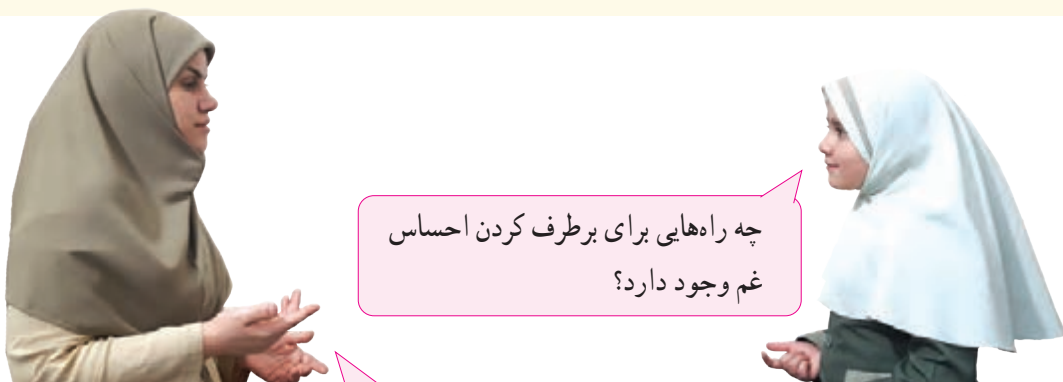 چه راه‌هایی برای برطرف کردن احساس
غم وجود دارد؟